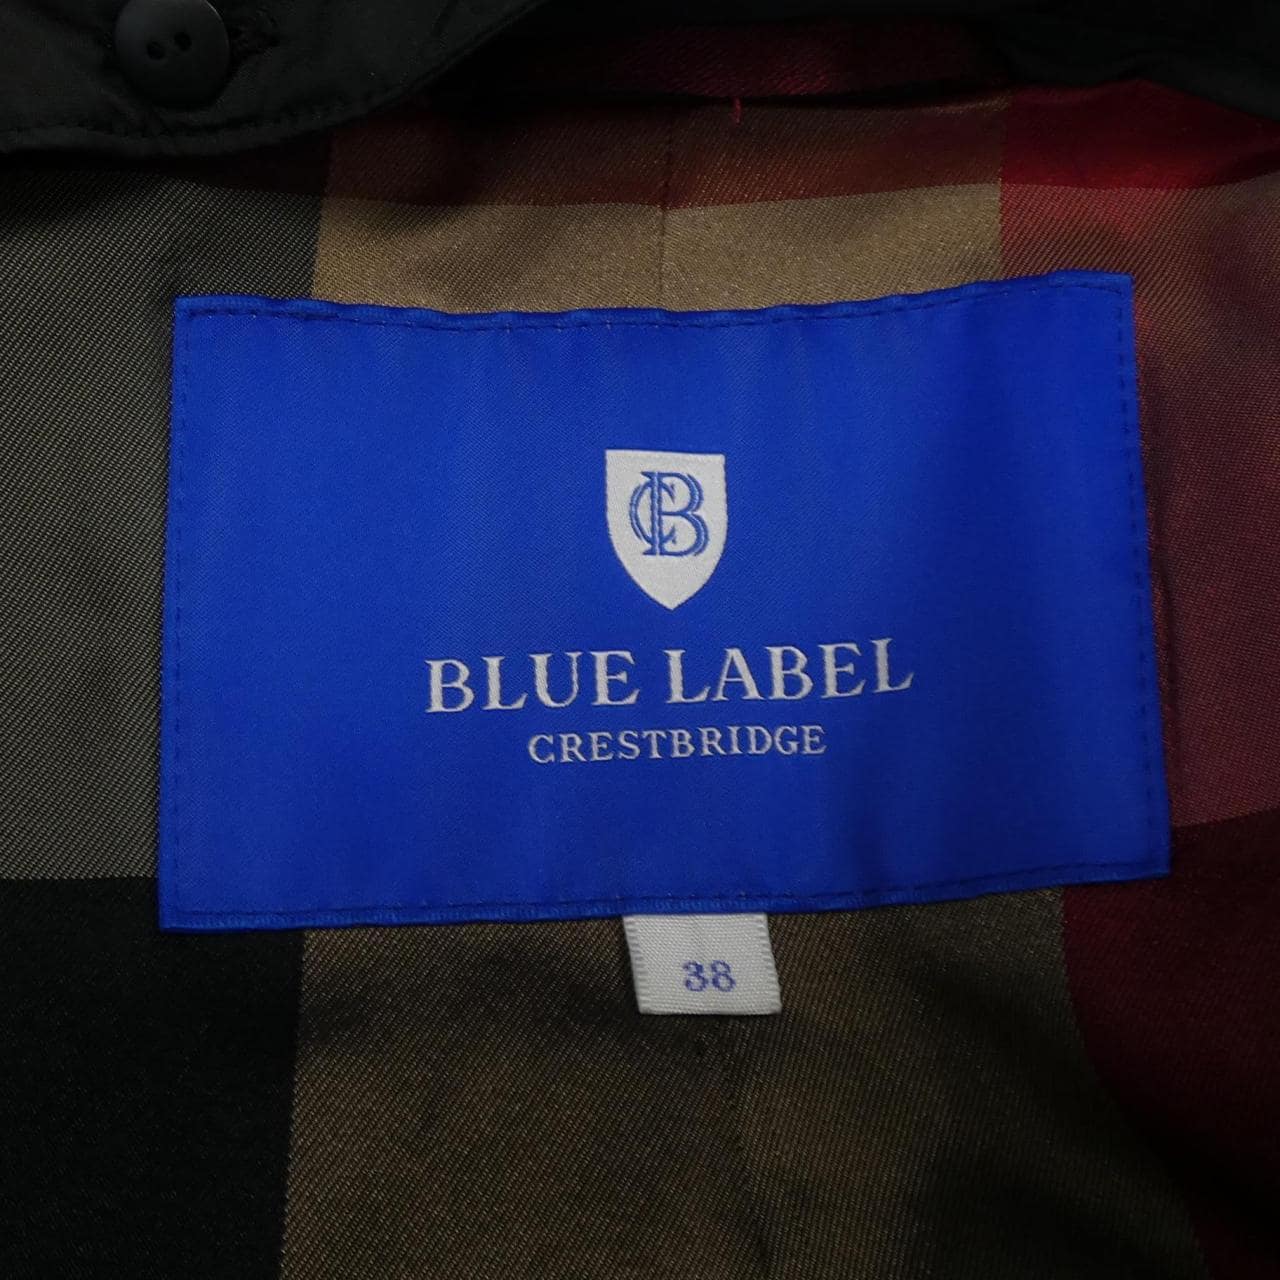 CB
BLUE LABEL
CRESTBRIDGE
38